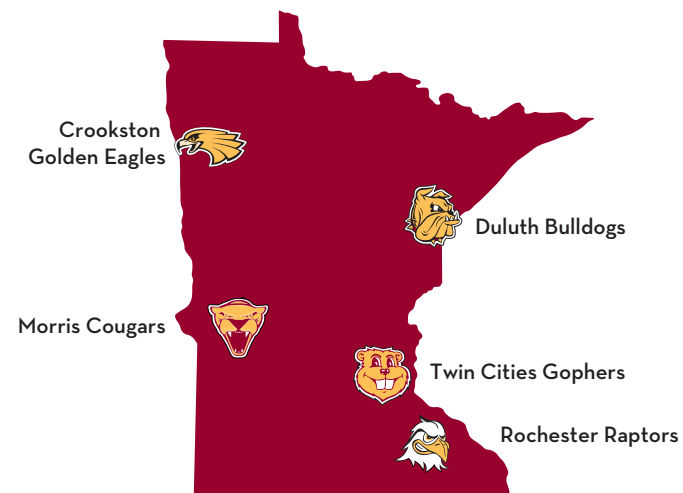 Crookston
Golden Eagles
Duluth Bulldogs
Morris Cougars
Twin Cities Gophers
Rochester Raptors